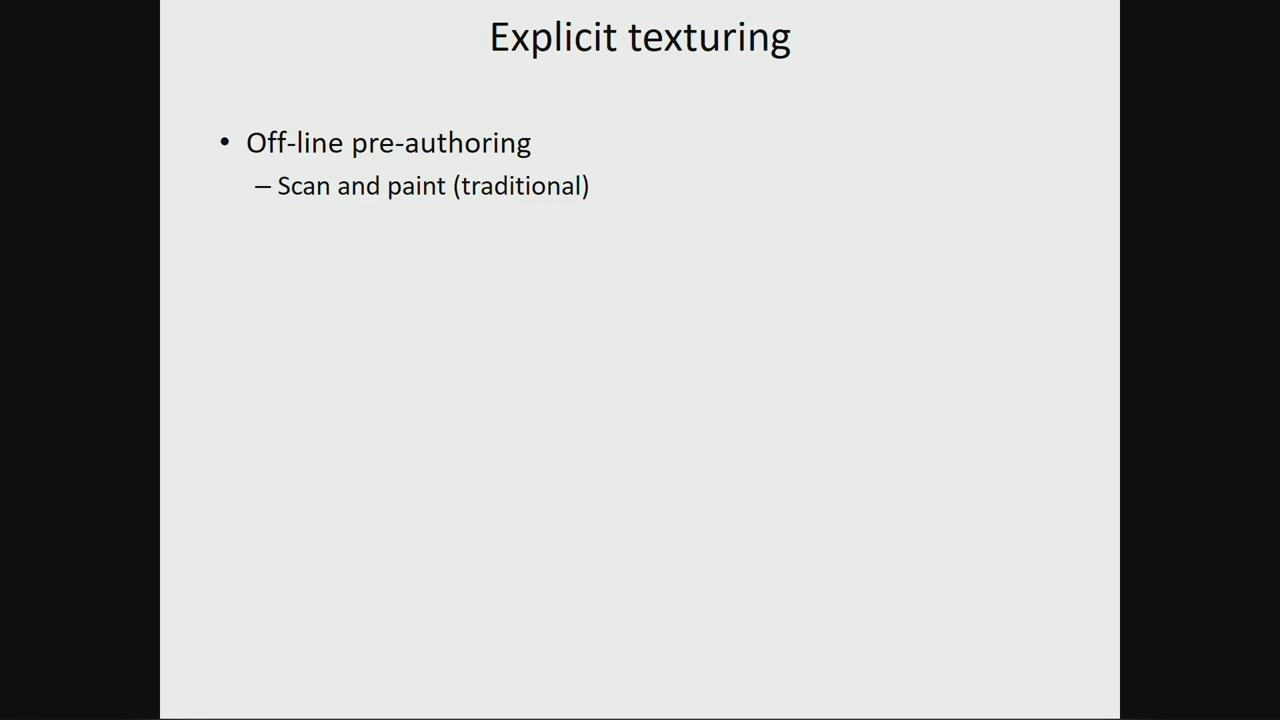 Explicit texturing
• Off-line pre-authoring
– Scan and paint (traditional)